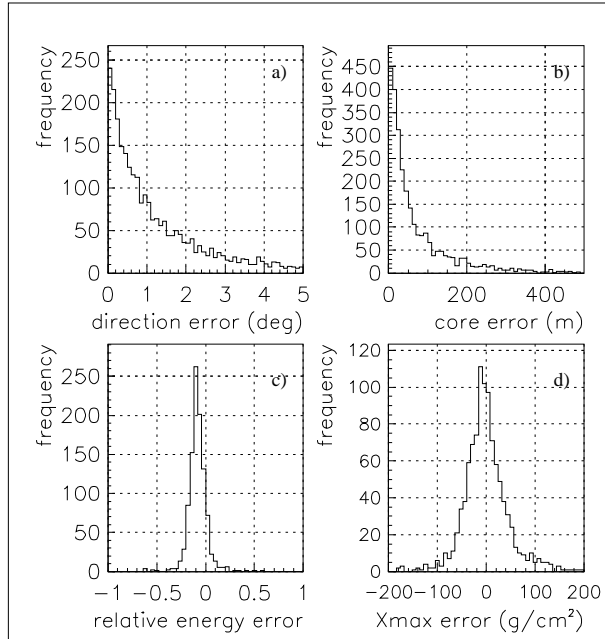 a)
frequency
250
200
150
100
50
0
0 1 2 3 4 5
direction error (deg)
b)
frequency
450
400
350
300
250
200
150
100
50
0
0 200 400
core error (m)
c)
frequency
250
200
150
100
50
0
−1 −0.5 0 0.5 1
relative energy error
d)
frequency
120
100
80
60
40
20
0
−200 −100 0 100 200
Xmax error (g/cm²)